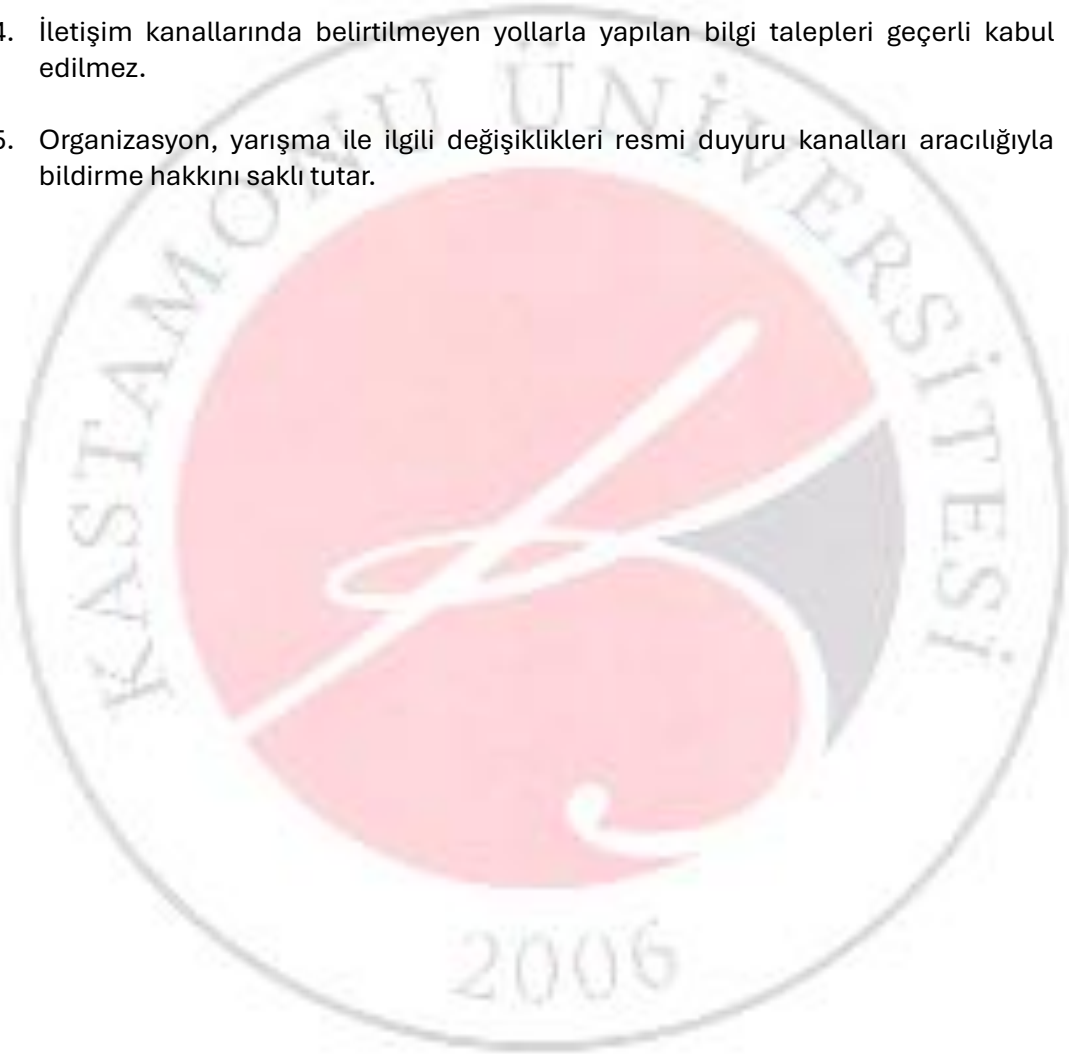 4. İletişim kanallarında belirtilmeyen yollarla yapılan bilgi talepleri geçerli kabul
edilmez.
5. Organizasyon, yarışma ile ilgili değişiklikleri resmi duyuru kanalları aracılığıyla
bildirme hakkını saklı tutar.
KASTAMONU ÜNİVERSİTESİ
2006